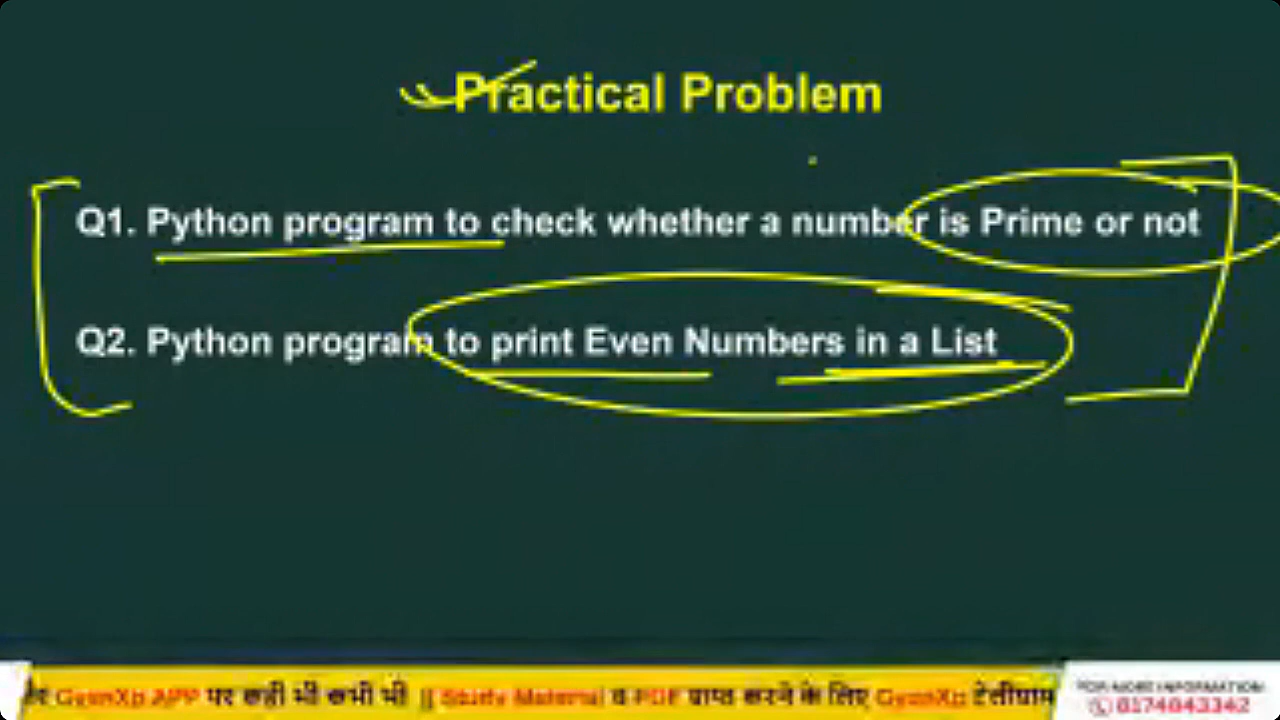 Practical Problem
Q1. Python program to check whether a number is Prime or not
Q2. Python program to print Even Numbers in a List
GyanXp APP पर कहीं भी कभी भी || Study Material व PDF प्राप्त करने के लिए GyanXp टेलीग्राम
FOR MORE INFORMATION
8174043342